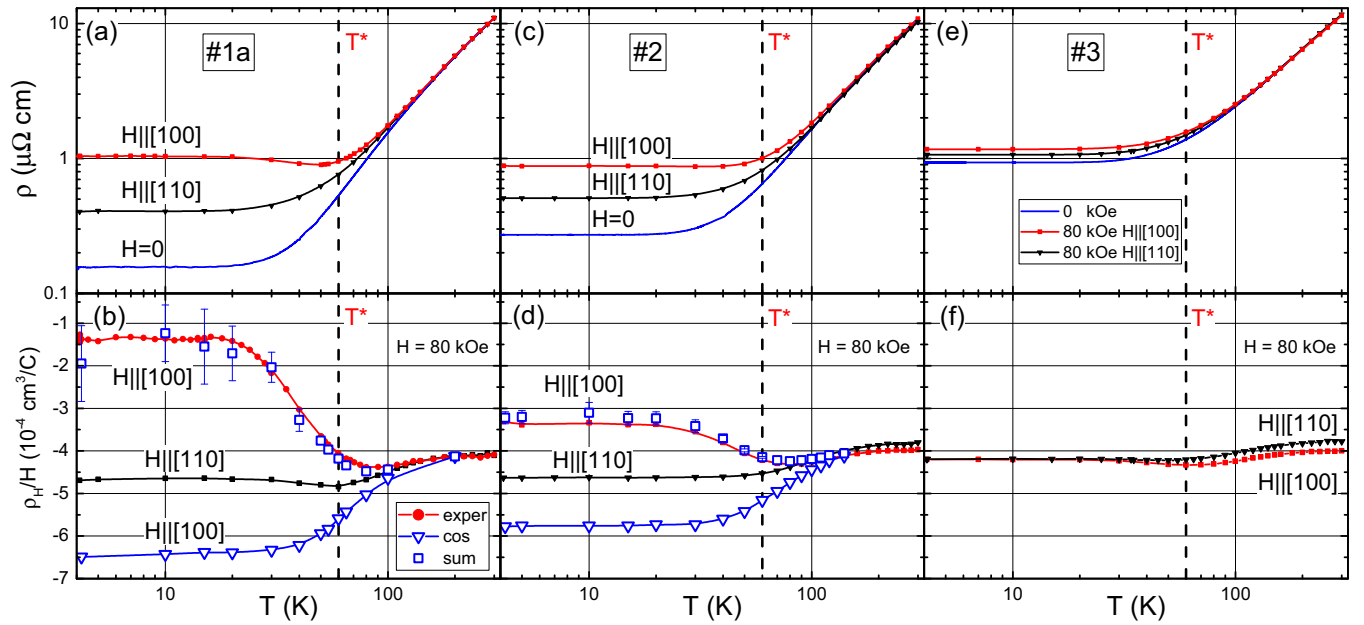 (a)
#1a
T*
H||[100]
H||[110]
H=0
10
1
0.1
ρ (μΩ cm)
(c)
#2
T*
H||[100]
H||[110]
H=0
(e)
#3
T*
0 kOe
80 kOe H||[100]
80 kOe H||[110]
(b)
T*
H = 80 kOe
H||[100]
H||[110]
H||[100]
exper
cos
sum
-1
-2
-3
-4
-5
-6
-7
ρH/H (10-4 cm3/C)
10 100
T (K)
(d)
T*
H = 80 kOe
H||[100]
H||[110]
10 100
T (K)
(f)
T*
H = 80 kOe
H||[110]
H||[100]
10 100
T (K)